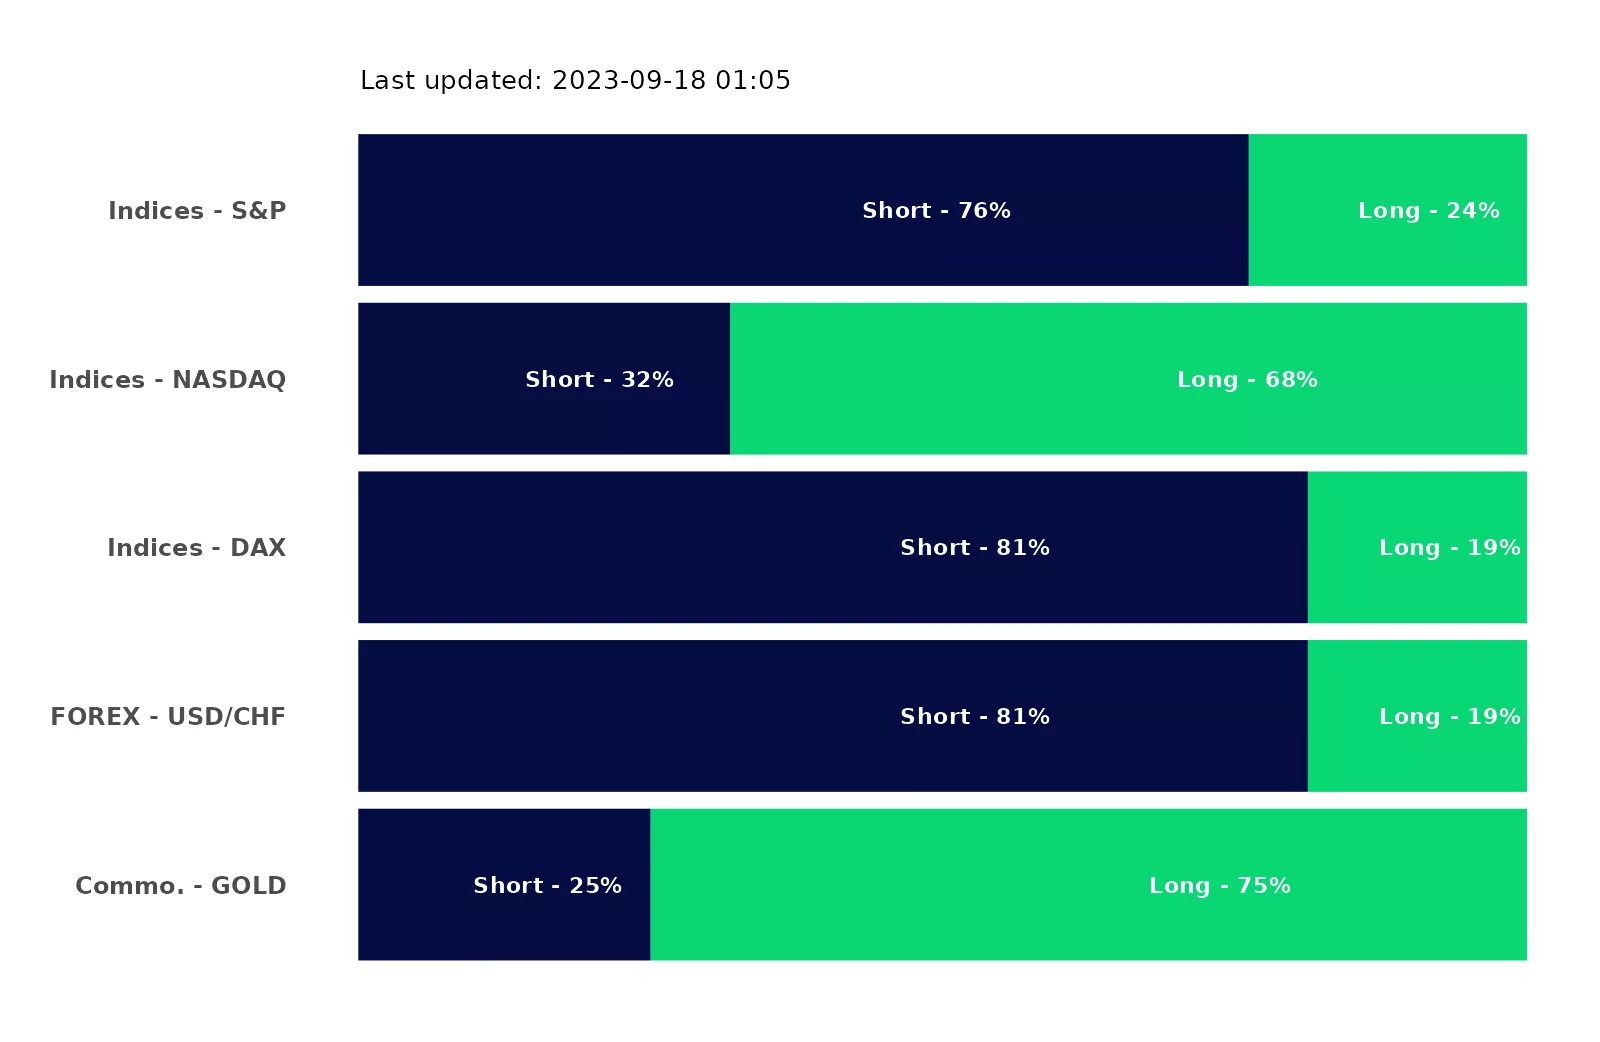 Last updated: 2023-09-18 01:05
Indices - S&P Short - 76% Long - 24%
Indices - NASDAQ Short - 32% Long - 68%
Indices - DAX Short - 81% Long - 19%
FOREX - USD/CHF Short - 81% Long - 19%
Commo. - GOLD Short - 25% Long - 75%